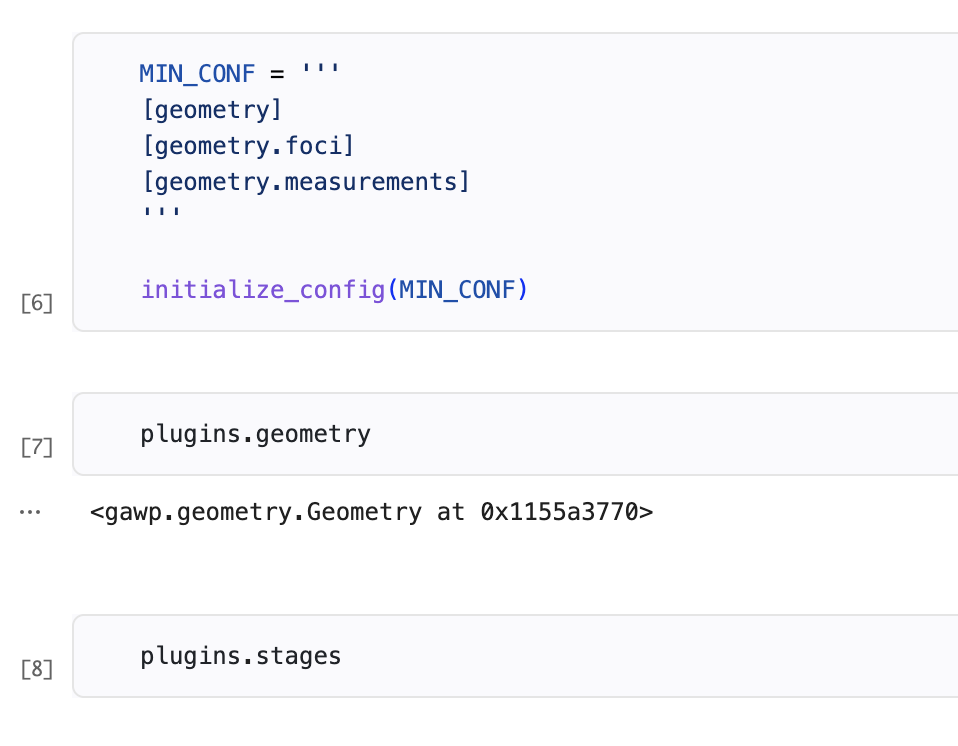 MIN_CONF = '''
[geometry]
[geometry.foci]
[geometry.measurements]
'''
initialize_config(MIN_CONF)
[6]
plugins.geometry
[7]
... <gawp.geometry.Geometry at 0x1155a3770>
plugins.stages
[8]